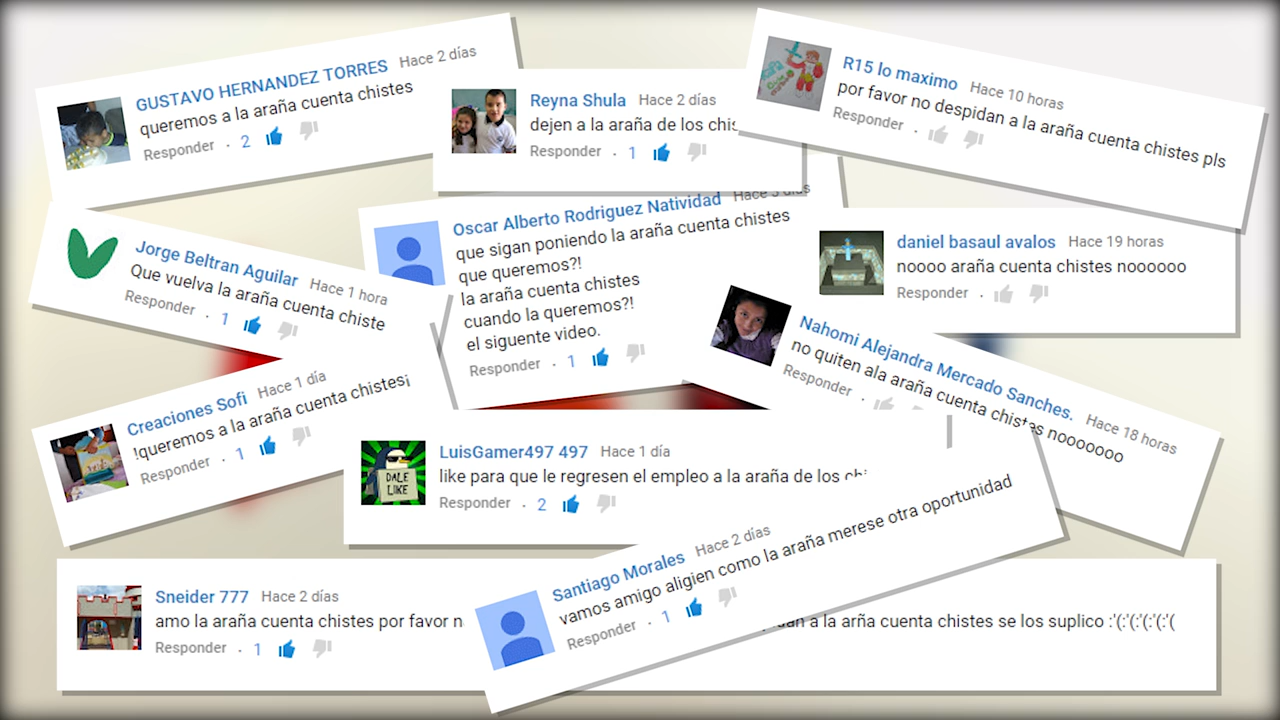 GUSTAVO HERNANDEZ TORRES Hace 2 días
queremos a la araña cuenta chistes
Responder · 2
Reyna Shula Hace 2 días
dejen a la araña de los
Responder · 1
R15 lo maximo Hace 10 horas
por favor no despidan a la araña cuenta chistes pls
Responder ·
Jorge Beltran Aguilar Hace 1 hora
Que vuelva la araña cuenta chiste
Responder · 1
Oscar Alberto Rodriguez Natividad Hace 3 días
que sigan poniendo la araña cuenta chistes
que queremos?!
la araña cuenta chistes
cuando la queremos?!
el siguente video.
Responder · 1
daniel basaul avalos Hace 19 horas
noooo araña cuenta chistes noooooo
Responder ·
Nahomi Alejandra Mercado Sanches. Hace 18 horas
no quiten ala araña cuenta chistes nooooooo
Responder ·
Creaciones Sofi Hace 1 día
!queremos a la araña cuenta chistes¡
Responder · 1
LuisGamer497 497 Hace 1 día
like para que le regresen el empleo a la araña de los
Responder · 2
DALE
LIKE
Santiago Morales Hace 2 días
vamos amigo aligien como la araña merese otra oportunidad
Responder · 1
Sneider 777 Hace 2 días
amo la araña cuenta chistes por favor a la arña cuenta chistes se los suplico :'(:'(:'(:'(:'(
Responder · 1